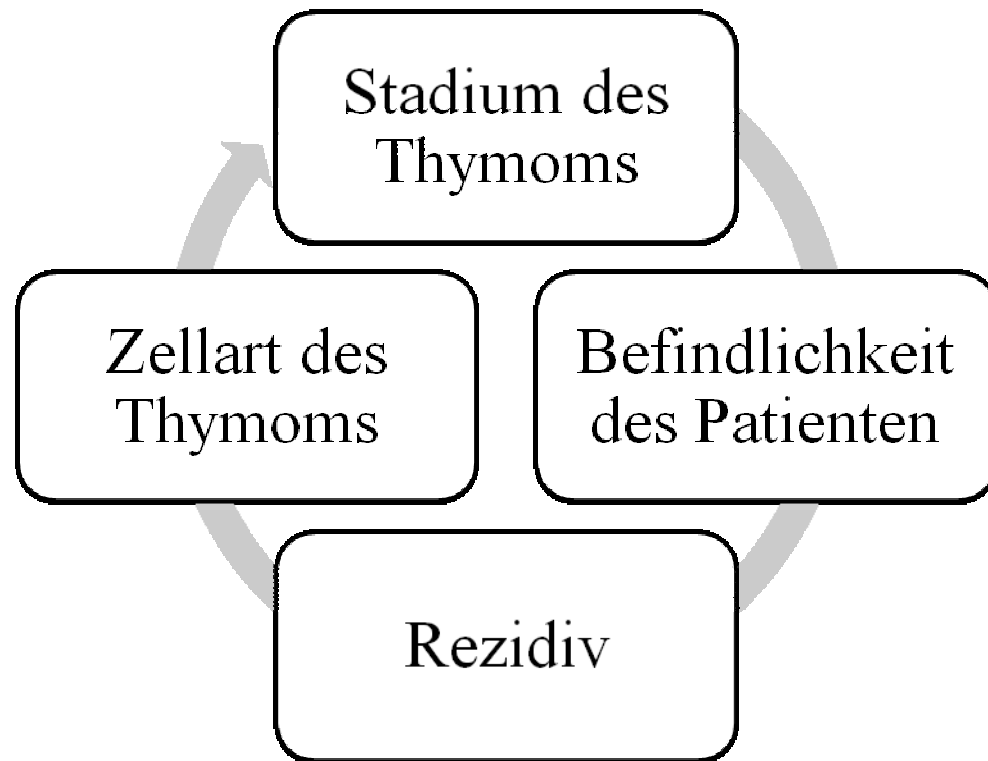 Stadium des
Thymoms
Zellart des
Thymoms
Befindlichkeit
des Patienten
Rezidiv